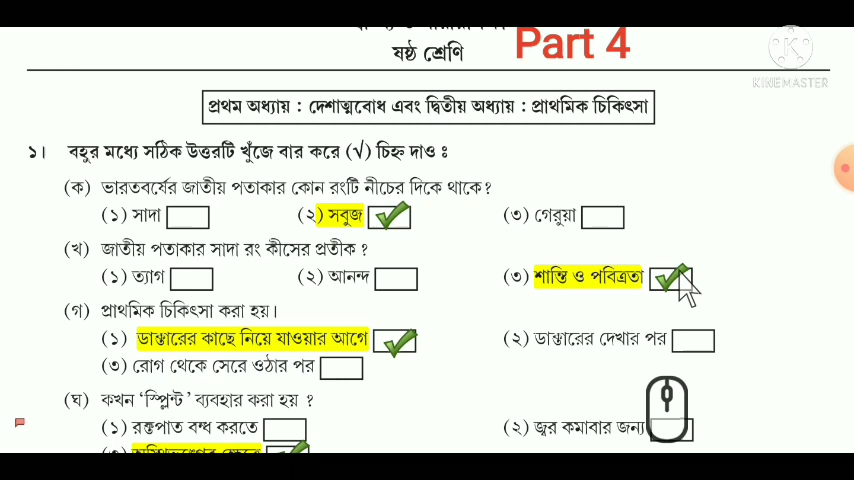 ষষ্ঠ শ্রেণি
Part 4
KINEMASTER
প্রথম অধ্যায় : দেশাত্মবোধ এবং দ্বিতীয় অধ্যায় : প্রাথমিক চিকিৎসা
১। বহুর মধ্যে সঠিক উত্তরটি খুঁজে বার করে (√) চিহ্ন দাও ঃ
(ক) ভারতবর্ষের জাতীয় পতাকার কোন রংটি নীচের দিকে থাকে?
(১) সাদা (২) সবুজ (৩) গেরুয়া
(খ) জাতীয় পতাকার সাদা রং কীসের প্রতীক ?
(১) ত্যাগ (২) আনন্দ (৩) শান্তি ও পবিত্রতা
(গ) প্রাথমিক চিকিৎসা করা হয়।
(১) ডাক্তারের কাছে নিয়ে যাওয়ার আগে (২) ডাক্তারের দেখার পর
(৩) রোগ থেকে সেরে ওঠার পর
(ঘ) কখন ‘স্প্লিন্ট’ ব্যবহার করা হয় ?
(১) রক্তপাত বন্ধ করতে (২) জ্বর কমাবার জন্য